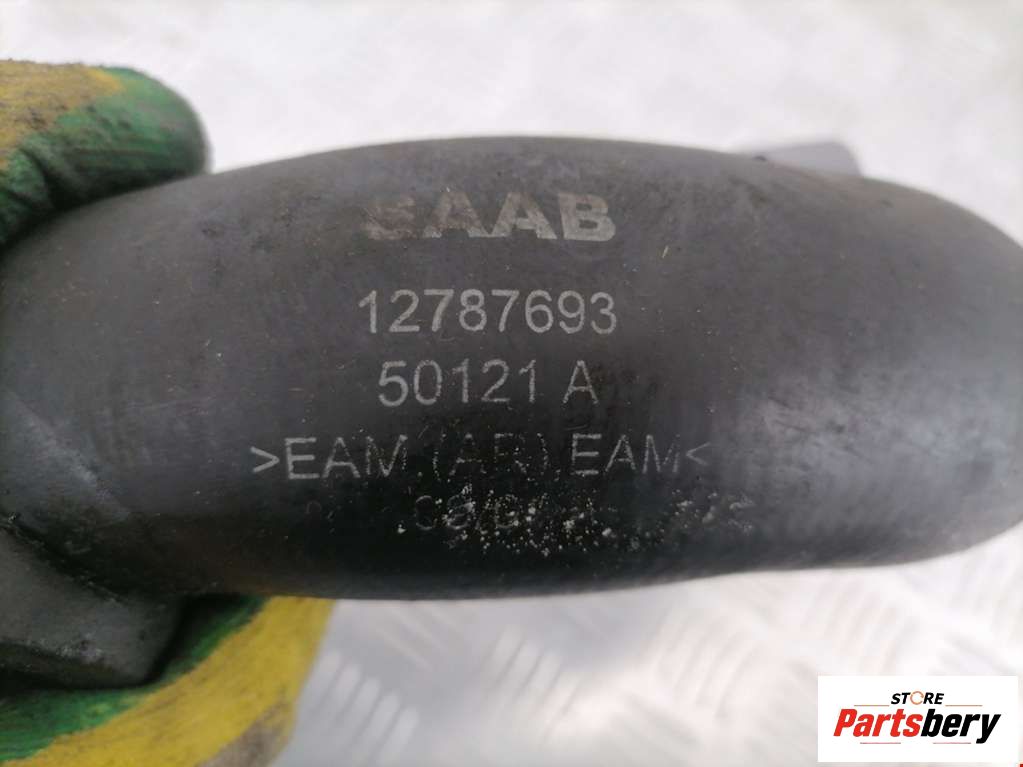 SAAB
12787693
50121 A
>EAM.(AR).EAM<
STORE
Partsbery